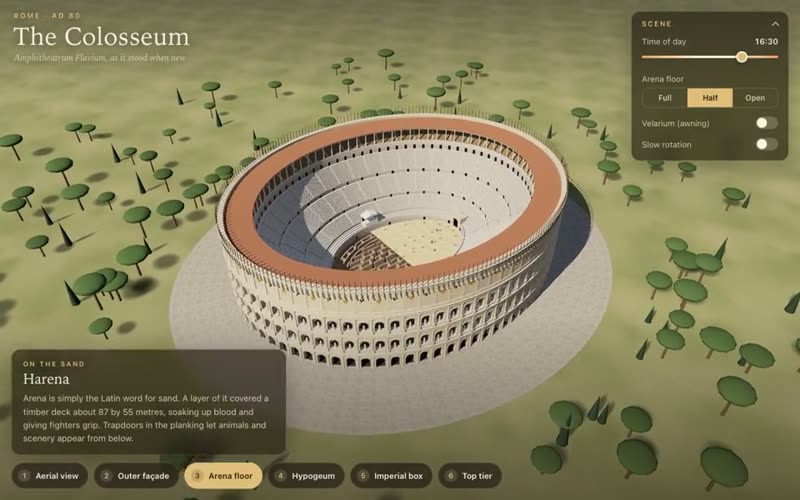 ROME · AD 80
The Colosseum
Amphitheatrum Flavium, as it stood when new
SCENE
Time of day 16:30
Arena floor
Full Half Open
Velarium (awning)
Slow rotation
ON THE SAND
Harena
Arena is simply the Latin word for sand. A layer of it covered a
timber deck about 87 by 55 metres, soaking up blood and
giving fighters grip. Trapdoors in the planking let animals and
scenery appear from below.
1 Aerial view 2 Outer façade 3 Arena floor 4 Hypogeum 5 Imperial box 6 Top tier